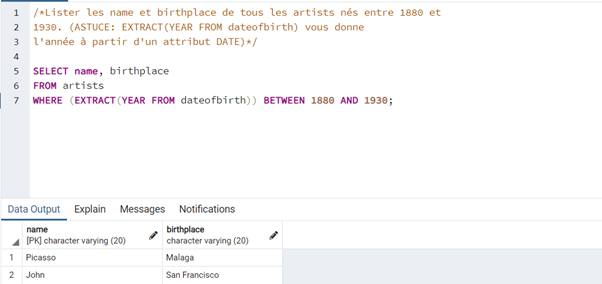 1 /*Lister les name et birthplace de tous les artists nés entre 1880 et
2 1930. (ASTUCE: EXTRACT(YEAR FROM dateofbirth) vous donne
3 l'année à partir d'un attribut DATE)*/
4
5 SELECT name, birthplace
6 FROM artists
7 WHERE (EXTRACT(YEAR FROM dateofbirth)) BETWEEN 1880 AND 1930;
Data Output Explain Messages Notifications
name birthplace
[PK] character varying (20) character varying (20)
1 Picasso Malaga
2 John San Francisco